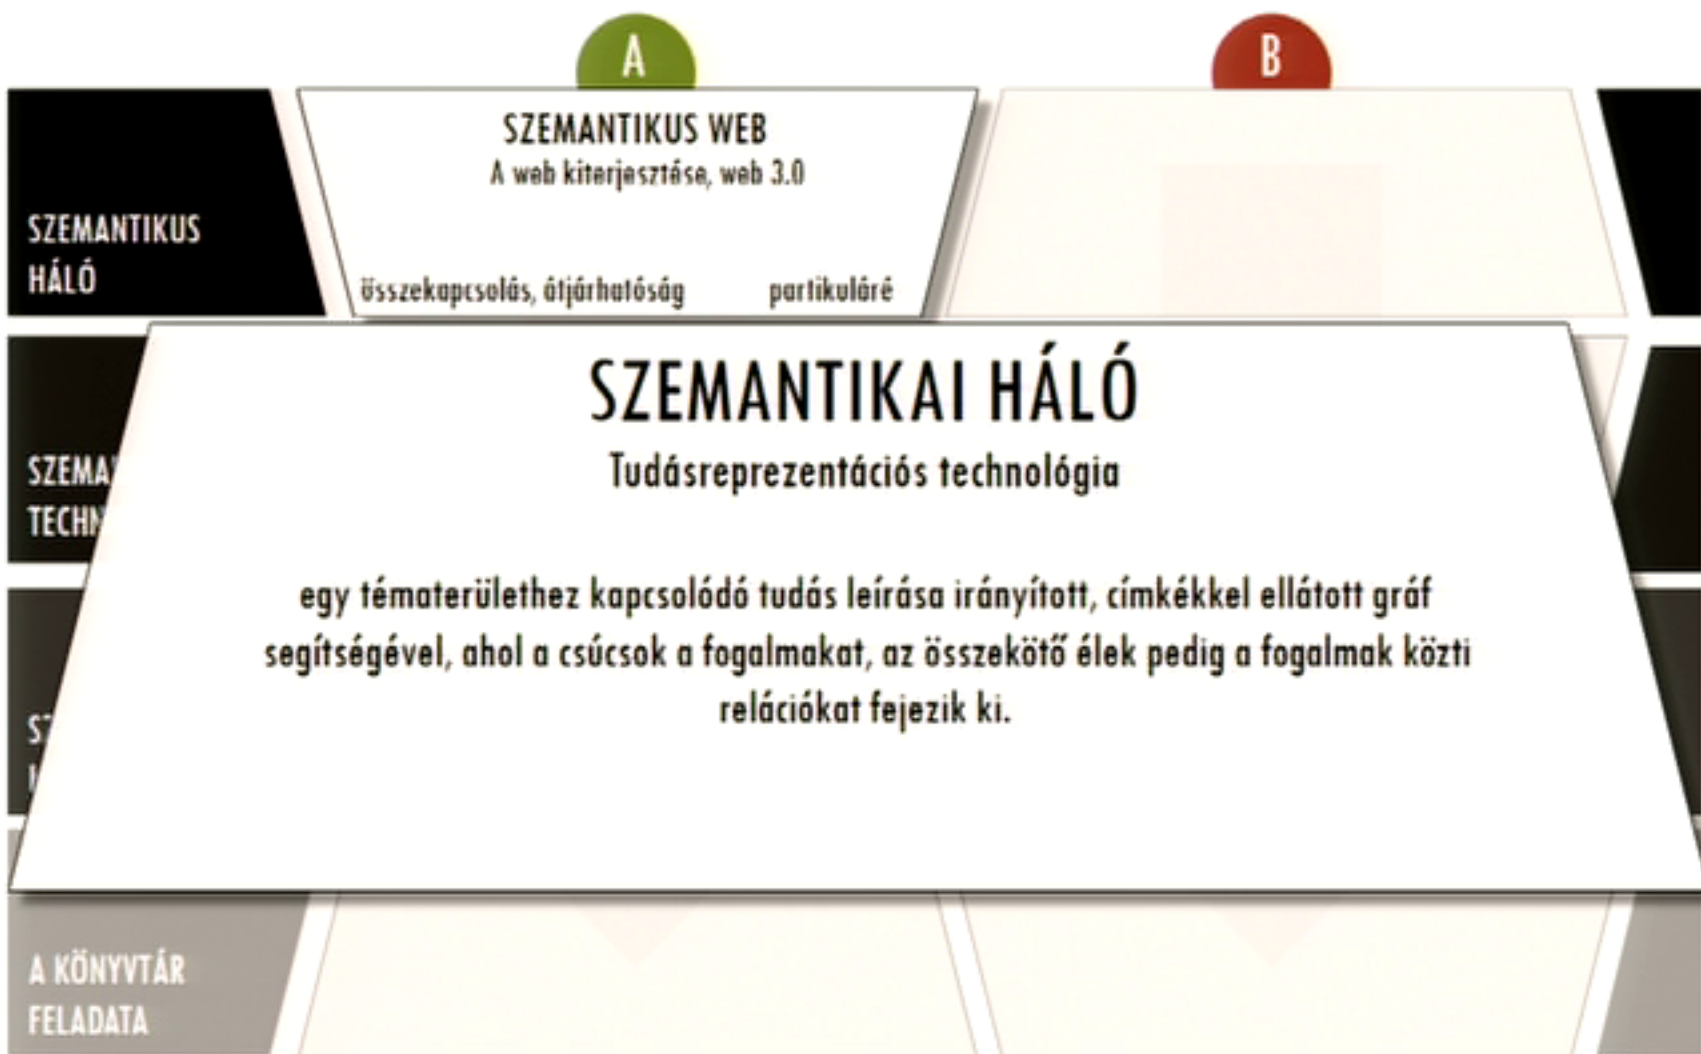 A
B
SZEMANTIKUS WEB
A web kiterjesztése, web 3.0
SZEMANTIKUS
HÁLÓ
összekapcsolás, átjárhatóság partikuláré
SZEMANTIKAI HÁLÓ
Tudásreprezentációs technológia
SZEMA
TECHN
egy tématerülethez kapcsolódó tudás leírása irányított, címkékkel ellátott gráf
segítségével, ahol a csúcsok a fogalmakat, az összekötő élek pedig a fogalmak közti
relációkat fejezik ki.
A KÖNYVTÁR
FELADATA